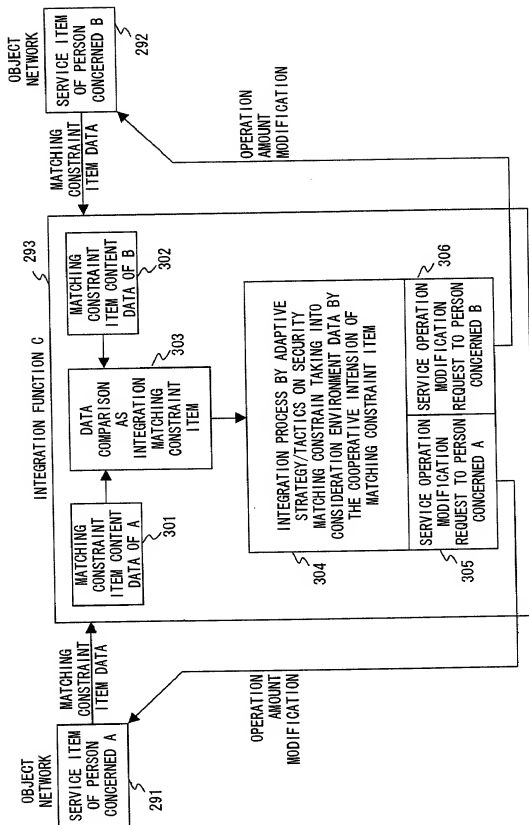 OBJECT
NETWORK
SERVICE ITEM
OF PERSON
CONCERNED A
291
MATCHING
CONSTRAINT
ITEM DATA
OPERATION
AMOUNT
MODIFICATION
INTEGRATION FUNCTION C
293
MATCHING
CONSTRAINT
ITEM CONTENT
DATA OF A
301
DATA
COMPARISON
AS
INTEGRATION
MATCHING
CONSTRAINT
ITEM
303
MATCHING
CONSTRAINT
ITEM CONTENT
DATA OF B
302
INTEGRATION PROCESS BY ADAPTIVE
STRATEGY/TACTICS ON SECURITY
MATCHING CONSTRAIN TAKING INTO
CONSIDERATION ENVIRONMENT DATA BY
THE COOPERATIVE INTENSION OF
MATCHING CONSTRAINT ITEM
304
SERVICE OPERATION
MODIFICATION
REQUEST TO PERSON
CONCERNED A
305
SERVICE OPERATION
MODIFICATION
REQUEST TO PERSON
CONCERNED B
306
OBJECT
NETWORK
SERVICE ITEM
OF PERSON
CONCERNED B
292
MATCHING
CONSTRAINT
ITEM DATA
OPERATION
AMOUNT
MODIFICATION